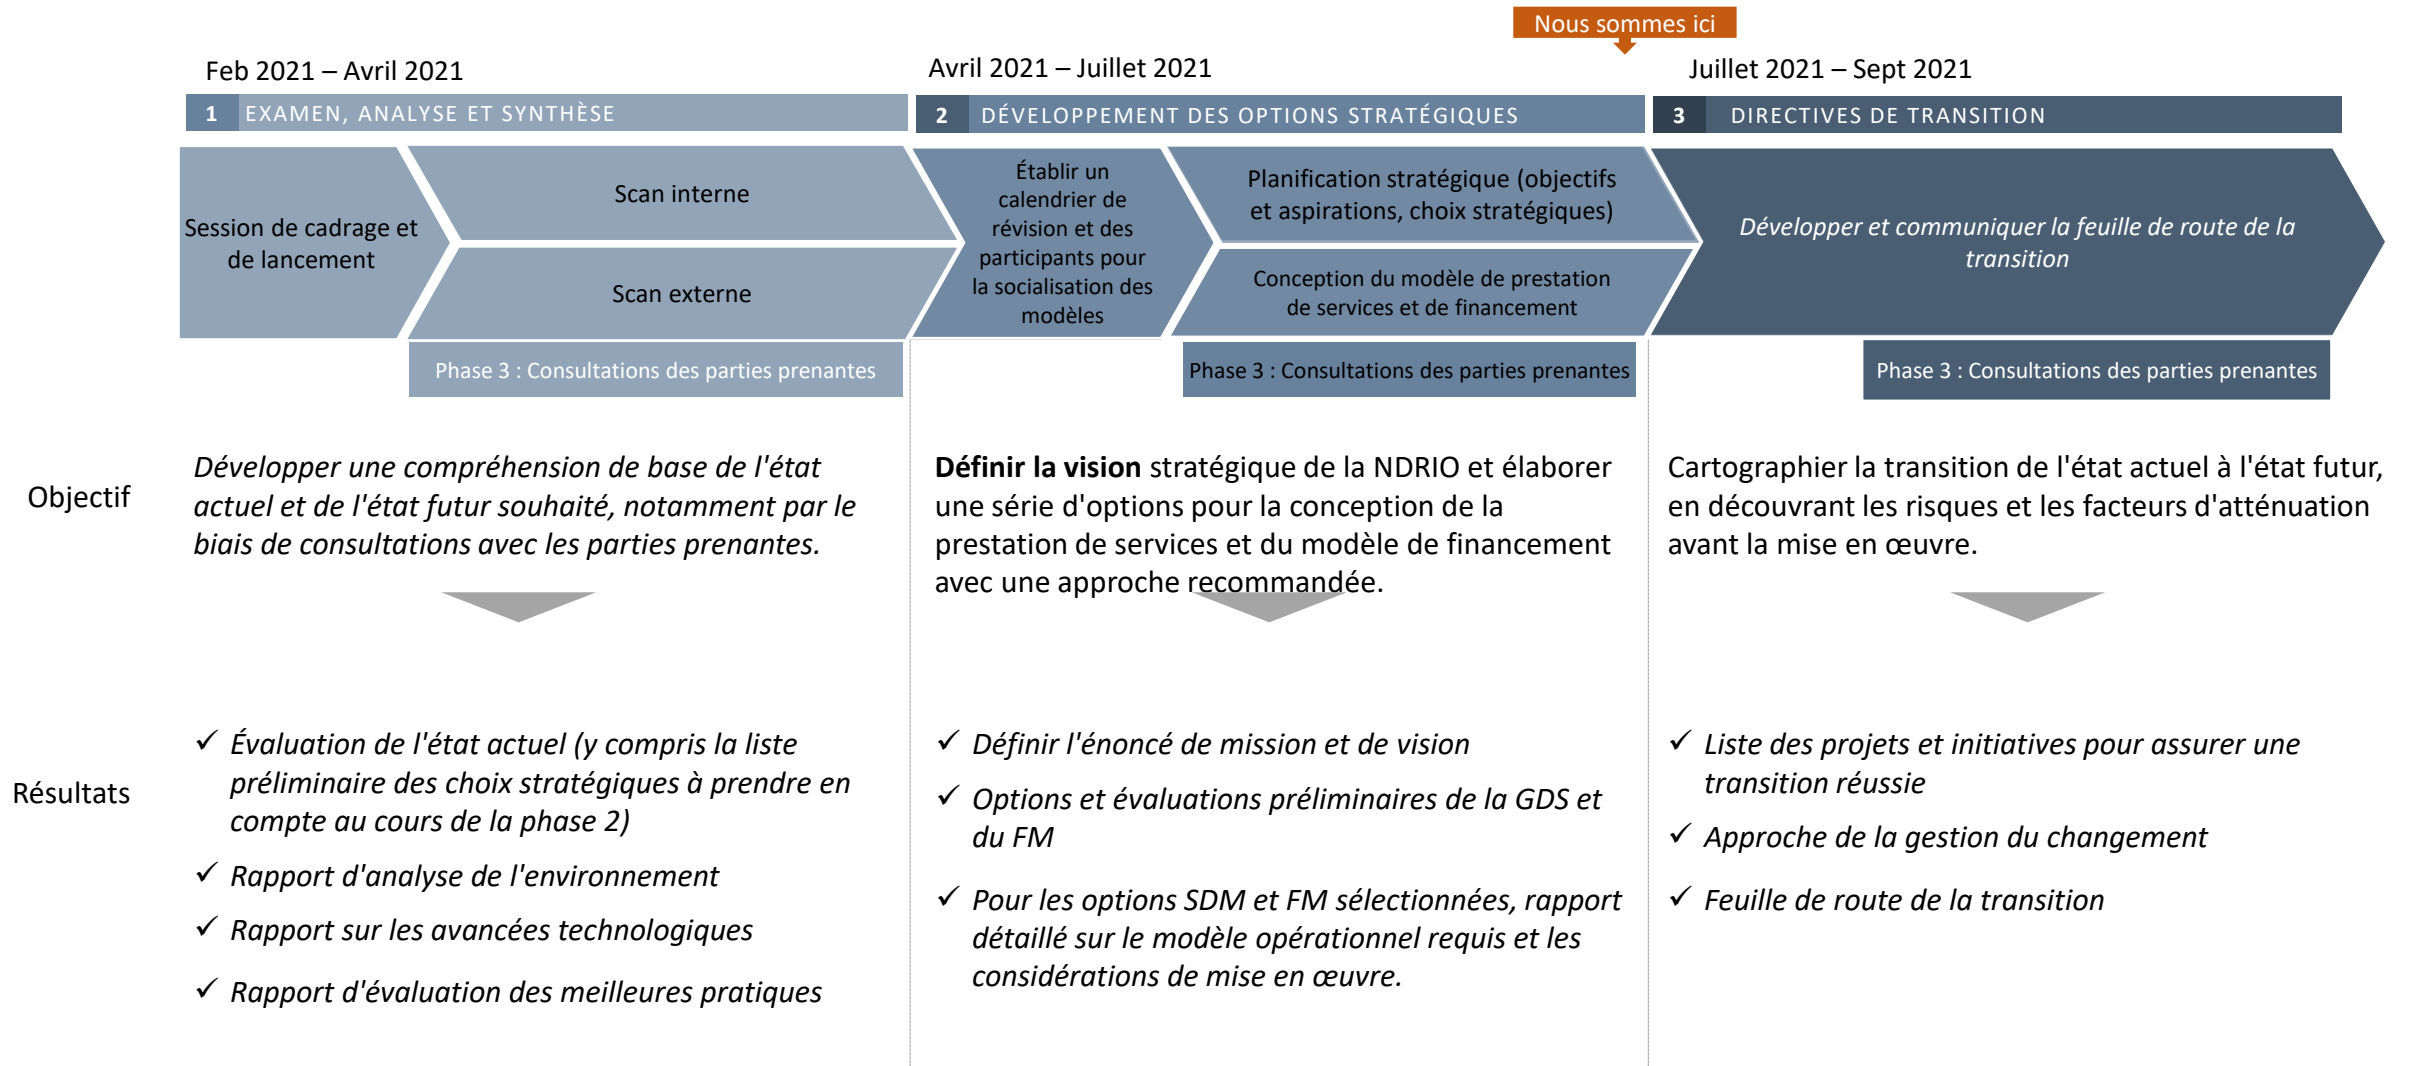 Nous sommes ici
Feb 2021 – Avril 2021
Avril 2021 – Juillet 2021
Juillet 2021 – Sept 2021
1 EXAMEN, ANALYSE ET SYNTHÈSE
2 DÉVELOPPEMENT DES OPTIONS STRATÉGIQUES
3 DIRECTIVES DE TRANSITION
Session de cadrage et
de lancement
Scan interne
Scan externe
Établir un
calendrier de
révision et des
participants pour
la socialisation des
modèles
Planification stratégique (objectifs
et aspirations, choix stratégiques)
Conception du modèle de prestation
de services et de financement
Développer et communiquer la feuille de route de la
transition
Phase 3 : Consultations des parties prenantes
Phase 3 : Consultations des parties prenantes
Phase 3 : Consultations des parties prenantes
Objectif
Développer une compréhension de base de l'état
actuel et de l'état futur souhaité, notamment par le
biais de consultations avec les parties prenantes.
Définir la vision stratégique de la NDRIO et élaborer
une série d'options pour la conception de la
prestation de services et du modèle de financement
avec une approche recommandée.
Cartographier la transition de l'état actuel à l'état futur,
en découvrant les risques et les facteurs d'atténuation
avant la mise en œuvre.
Résultats
✓ Évaluation de l'état actuel (y compris la liste
préliminaire des choix stratégiques à prendre en
compte au cours de la phase 2)
✓ Rapport d'analyse de l'environnement
✓ Rapport sur les avancées technologiques
✓ Rapport d'évaluation des meilleures pratiques
✓ Définir l'énoncé de mission et de vision
✓ Options et évaluations préliminaires de la GDS et
du FM
✓ Pour les options SDM et FM sélectionnées, rapport
détaillé sur le modèle opérationnel requis et les
considérations de mise en œuvre.
✓ Liste des projets et initiatives pour assurer une
transition réussie
✓ Approche de la gestion du changement
✓ Feuille de route de la transition